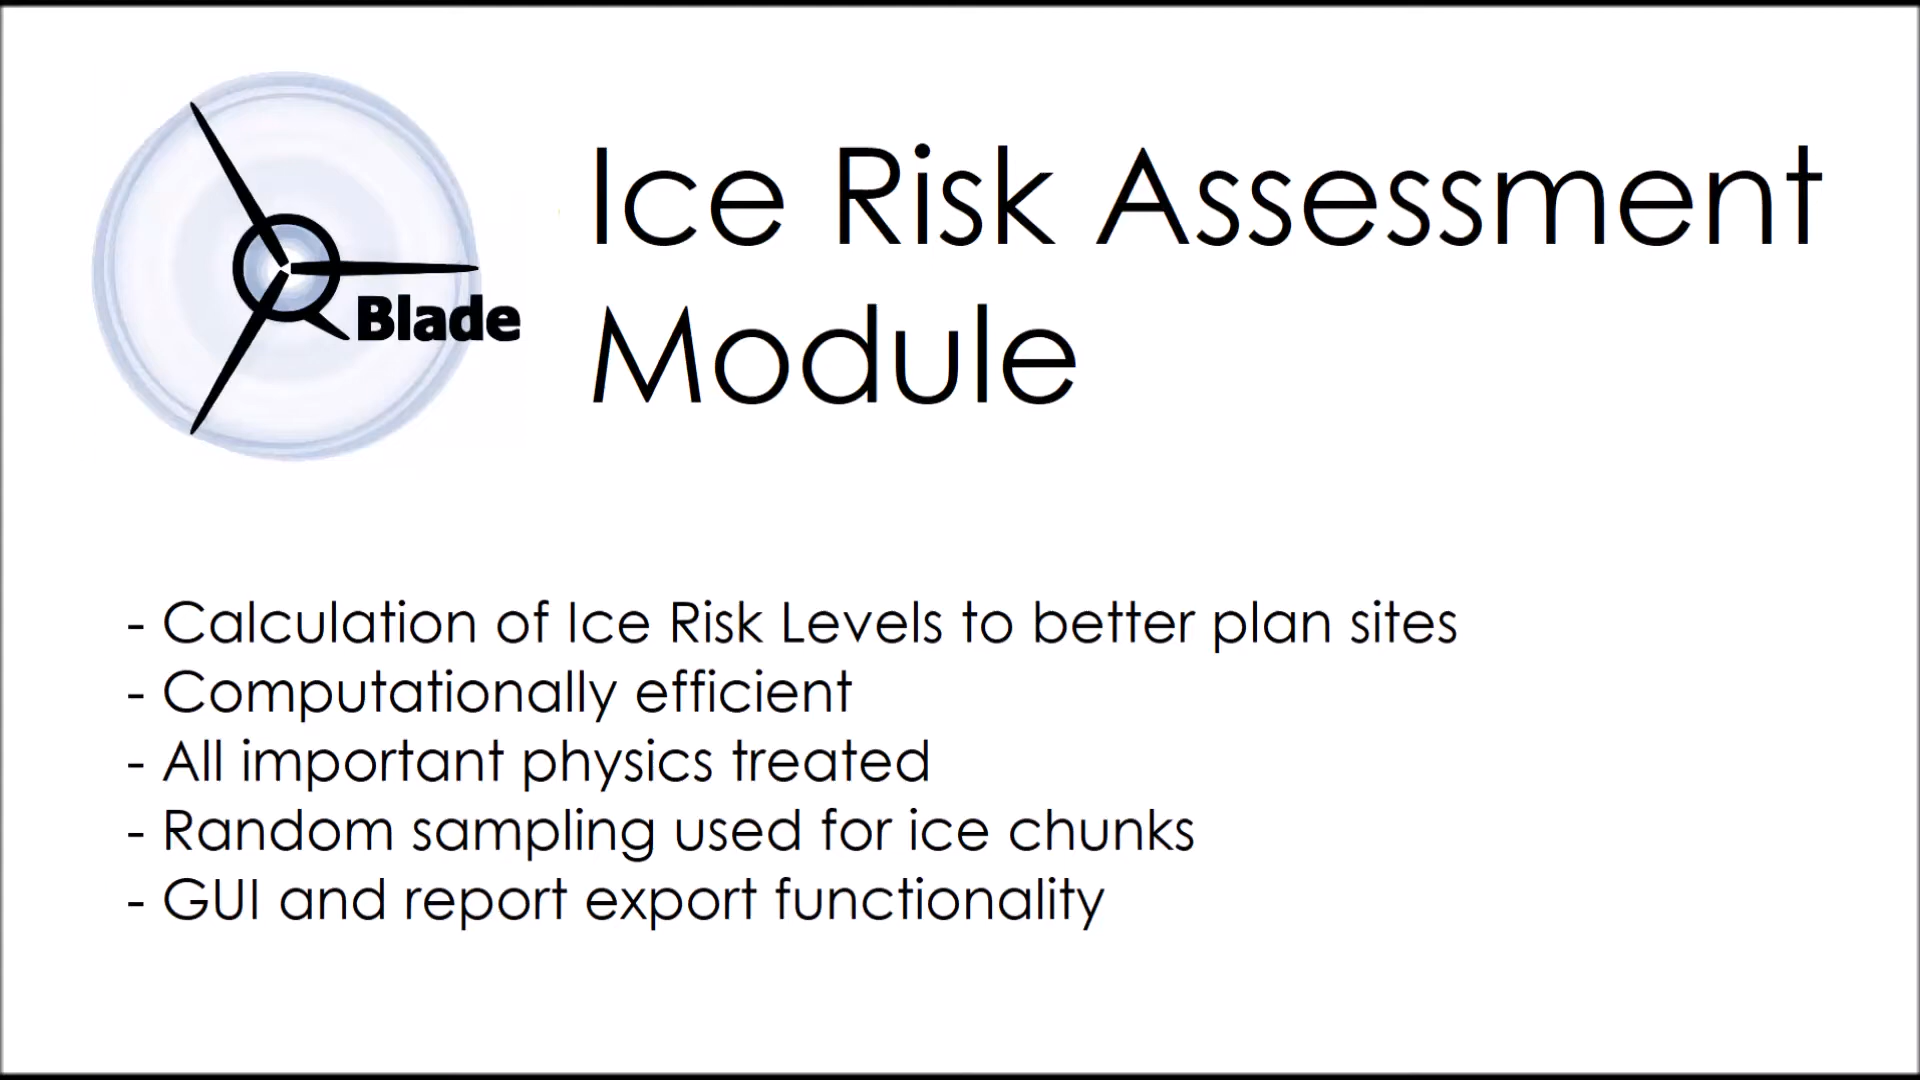 Blade
Ice Risk Assessment
Module
- Calculation of Ice Risk Levels to better plan sites
- Computationally efficient
- All important physics treated
- Random sampling used for ice chunks
- GUI and report export functionality